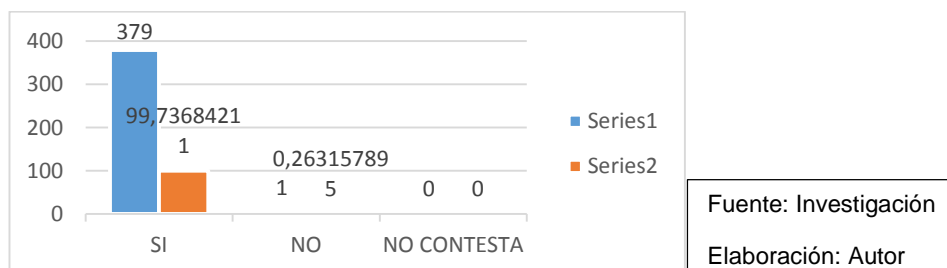 379
400
300
99,7368421
200
1
0,26315789
100
1 5 0 0
0
SI NO NO CONTESTA
Series1
Series2
Fuente: Investigación
Elaboración: Autor